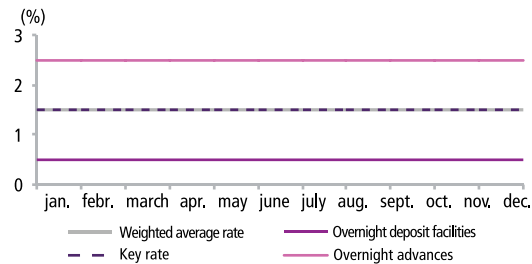 (%)
3
2
1
0
jan. febr. march apr. may june july aug. sept. oct. nov. dec.
Weighted average rate Overnight deposit facilities
Key rate Overnight advances